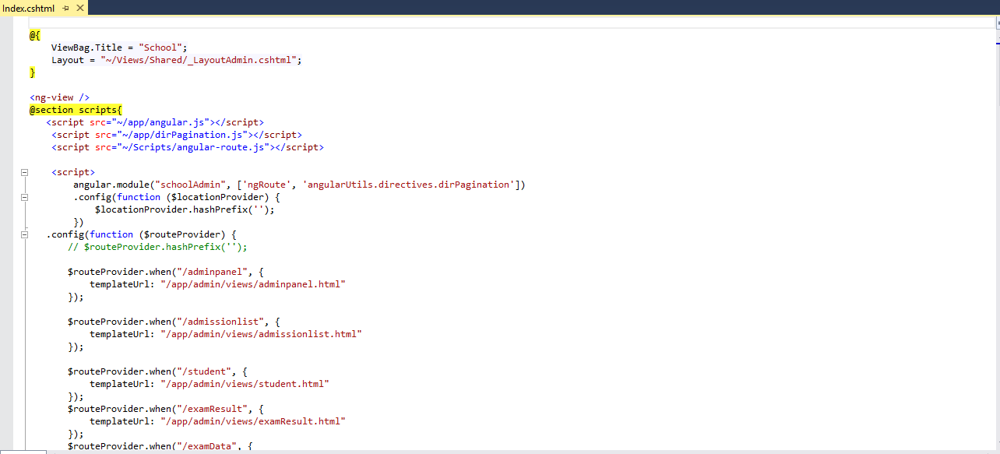 Index.cshtml
@{
ViewBag.Title = "School";
Layout = "~/Views/Shared/_LayoutAdmin.cshtml";
}
<ng-view />
@section scripts{
<script src="~/app/angular.js"></script>
<script src="~/app/dirPagination.js"></script>
<script src="~/Scripts/angular-route.js"></script>
<script>
angular.module("schoolAdmin", ['ngRoute', 'angularUtils.directives.dirPagination'])
.config(function ($locationProvider) {
$locationProvider.hashPrefix('');
})
.config(function ($routeProvider) {
// $routeProvider.hashPrefix('');
$routeProvider.when("/adminpanel", {
templateUrl: "/app/admin/views/adminpanel.html"
});
$routeProvider.when("/admissionlist", {
templateUrl: "/app/admin/views/admissionlist.html"
});
$routeProvider.when("/student", {
templateUrl: "/app/admin/views/student.html"
});
$routeProvider.when("/examResult", {
templateUrl: "/app/admin/views/examResult.html"
});
$routeProvider.when("/examData", {